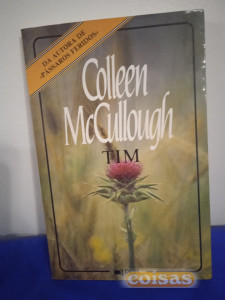 DA AUTORA DE
«PÁSSAROS FERIDOS»
Colleen
McCullough
TIM
coisas